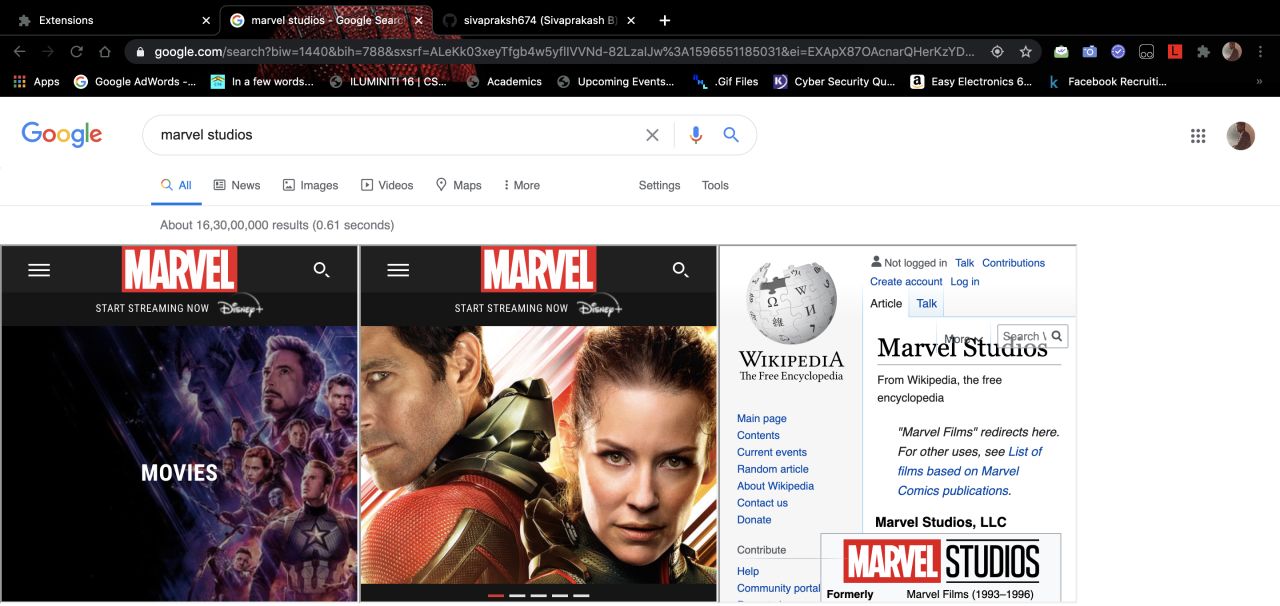 Extensions
marvel studios - Google Sear
sivapraksh674 (Sivaprakash B)
google.com/search?biw=1440&bih=788&sxsrf=ALeKk03xeyTfgb4w5yflIVVNd-82LzaIJw%3A1596551185031&ei=EXApX87OAcnarQHerKzYD...
Apps
Google AdWords -...
In a few words...
ILUMINITI 16 | CS...
Academics
Upcoming Events...
.Gif Files
Cyber Security Qu...
Easy Electronics 6...
Facebook Recruiti...
Google
marvel studios
All
News
Images
Videos
Maps
More
Settings
Tools
About 16,30,00,000 results (0.61 seconds)
MARVEL
START STREAMING NOW Disney+
MOVIES
MARVEL
START STREAMING NOW Disney+
WIKIPEDIA
The Free Encyclopedia
Main page
Contents
Current events
Random article
About Wikipedia
Contact us
Donate
Contribute
Help
Community portal
Not logged in Talk Contributions
Create account Log in
Article Talk
More
Search
Marvel Studios
From Wikipedia, the free
encyclopedia
"Marvel Films" redirects here.
For other uses, see List of
films based on Marvel
Comics publications.
Marvel Studios, LLC
MARVEL STUDIOS
Formerly Marvel Films (1993–1996)